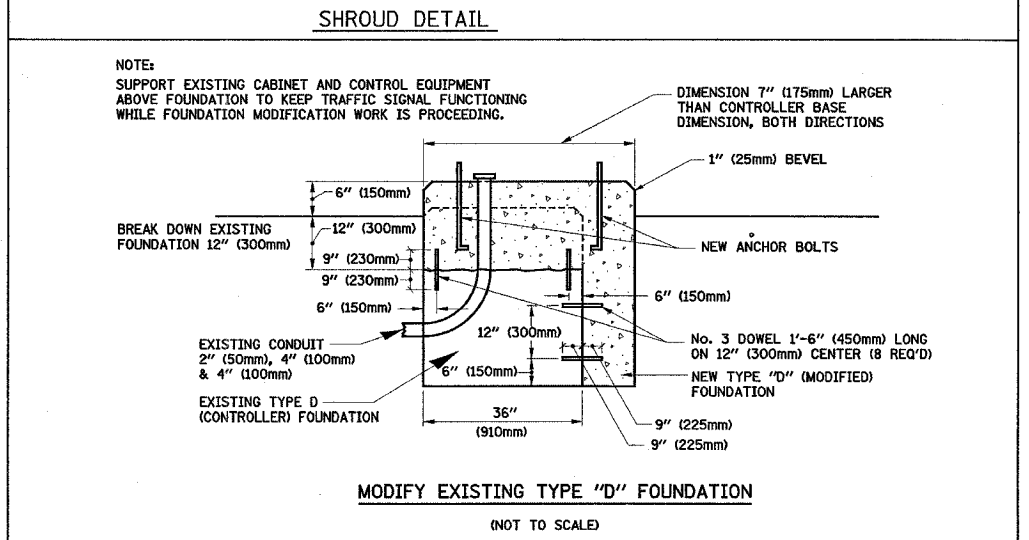 SHROUD DETAIL
NOTE:
SUPPORT EXISTING CABINET AND CONTROL EQUIPMENT
ABOVE FOUNDATION TO KEEP TRAFFIC SIGNAL FUNCTIONING
WHILE FOUNDATION MODIFICATION WORK IS PROCEEDING.
DIMENSION 7" (175mm) LARGER
THAN CONTROLLER BASE
DIMENSION, BOTH DIRECTIONS
1" (25mm) BEVEL
6" (150mm)
BREAK DOWN EXISTING
FOUNDATION 12" (300mm)
12" (300mm)
9" (230mm)
9" (230mm)
6" (150mm)
NEW ANCHOR BOLTS
6" (150mm)
12" (300mm)
6" (150mm)
No. 3 DOWEL 1'-6" (450mm) LONG
ON 12" (300mm) CENTER (8 REQ'D)
NEW TYPE "D" (MODIFIED)
FOUNDATION
EXISTING CONDUIT
2" (50mm), 4" (100mm)
& 4" (100mm)
EXISTING TYPE D
(CONTROLLER) FOUNDATION
36"
(910mm)
9" (225mm)
9" (225mm)
MODIFY EXISTING TYPE "D" FOUNDATION
(NOT TO SCALE)